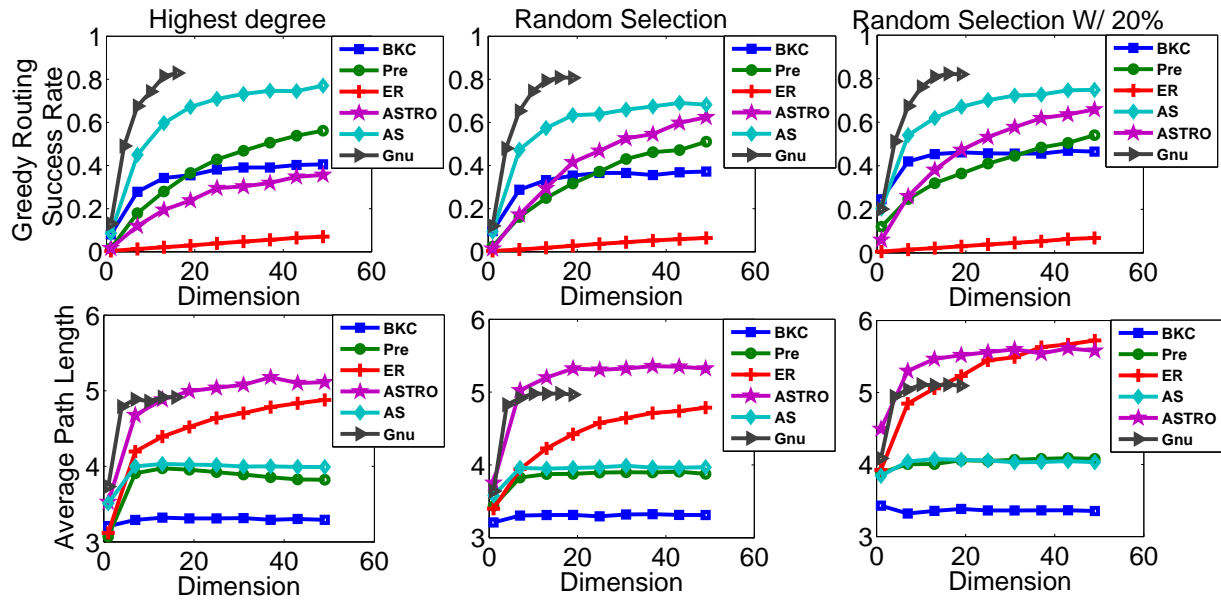 Highest degree
Random Selection
Random Selection W/ 20%
Greedy Routing
Success Rate
1
0.8
0.6
0.4
0.2
0
0 20 40 60
Dimension
BKC
Pre
ER
ASTRO
AS
Gnu
1
0.8
0.6
0.4
0.2
0
0 20 40 60
Dimension
BKC
Pre
ER
ASTRO
AS
Gnu
1
0.8
0.6
0.4
0.2
0
0 20 40 60
Dimension
BKC
Pre
ER
ASTRO
AS
Gnu
Average Path Length
6
5
4
3
0 20 40 60
Dimension
BKC
Pre
ER
ASTRO
AS
Gnu
6
5
4
3
0 20 40 60
Dimension
BKC
Pre
ER
ASTRO
AS
Gnu
6
5
4
3
0 20 40 60
Dimension
BKC
Pre
ER
AS
ASTRO
Gnu